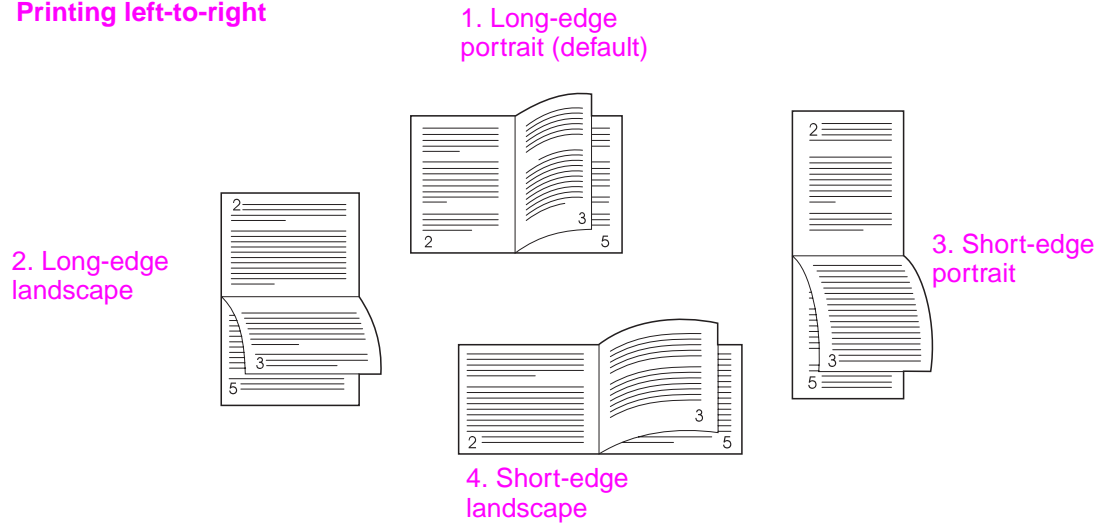 Printing left-to-right
1. Long-edge
portrait (default)
2
3
5
2. Long-edge
landscape
2
3
5
3. Short-edge
portrait
2
3
5
4. Short-edge
landscape
2
3
5